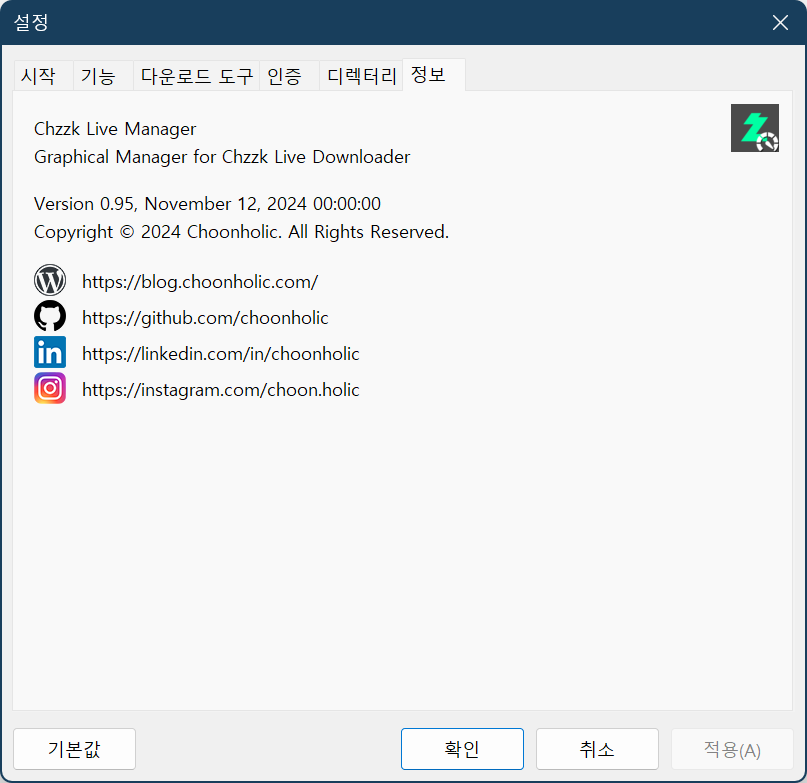 설정
시작 기능 다운로드 도구 인증 디렉터리 정보
Chzzk Live Manager
Graphical Manager for Chzzk Live Downloader
Version 0.95, November 12, 2024 00:00:00
Copyright © 2024 Choonholic. All Rights Reserved.
https://blog.choonholic.com/
https://github.com/choonholic
https://linkedin.com/in/choonholic
https://instagram.com/choon.holic
기본값 확인 취소 적용(A)